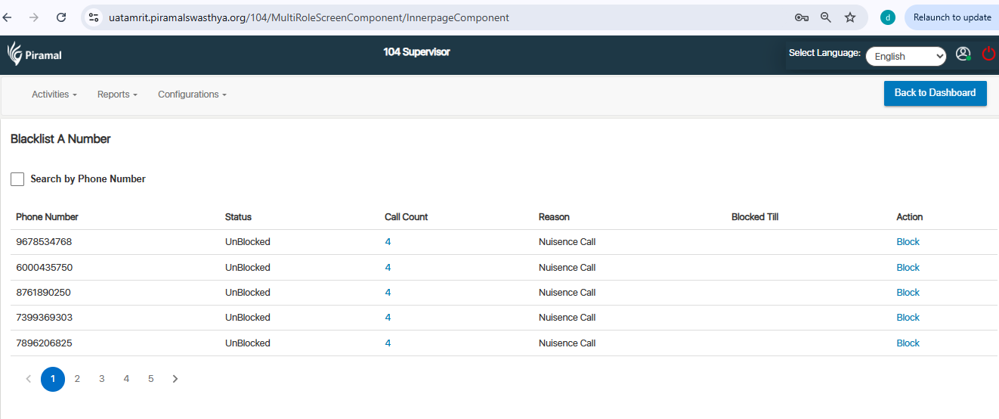 uatamrit.piramalswasthya.org/104/MultiRoleScreenComponent/InnerpageComponent
d
Relaunch to update
Piramal
104 Supervisor
Select Language:
English
Activities
Reports
Configurations
Back to Dashboard
Blacklist A Number
Search by Phone Number
Phone Number Status Call Count Reason Blocked Till Action
9678534768 UnBlocked 4 Nuisence Call Block
6000435750 UnBlocked 4 Nuisence Call Block
8761890250 UnBlocked 4 Nuisence Call Block
7399369303 UnBlocked 4 Nuisence Call Block
7896206825 UnBlocked 4 Nuisence Call Block
1 2 3 4 5